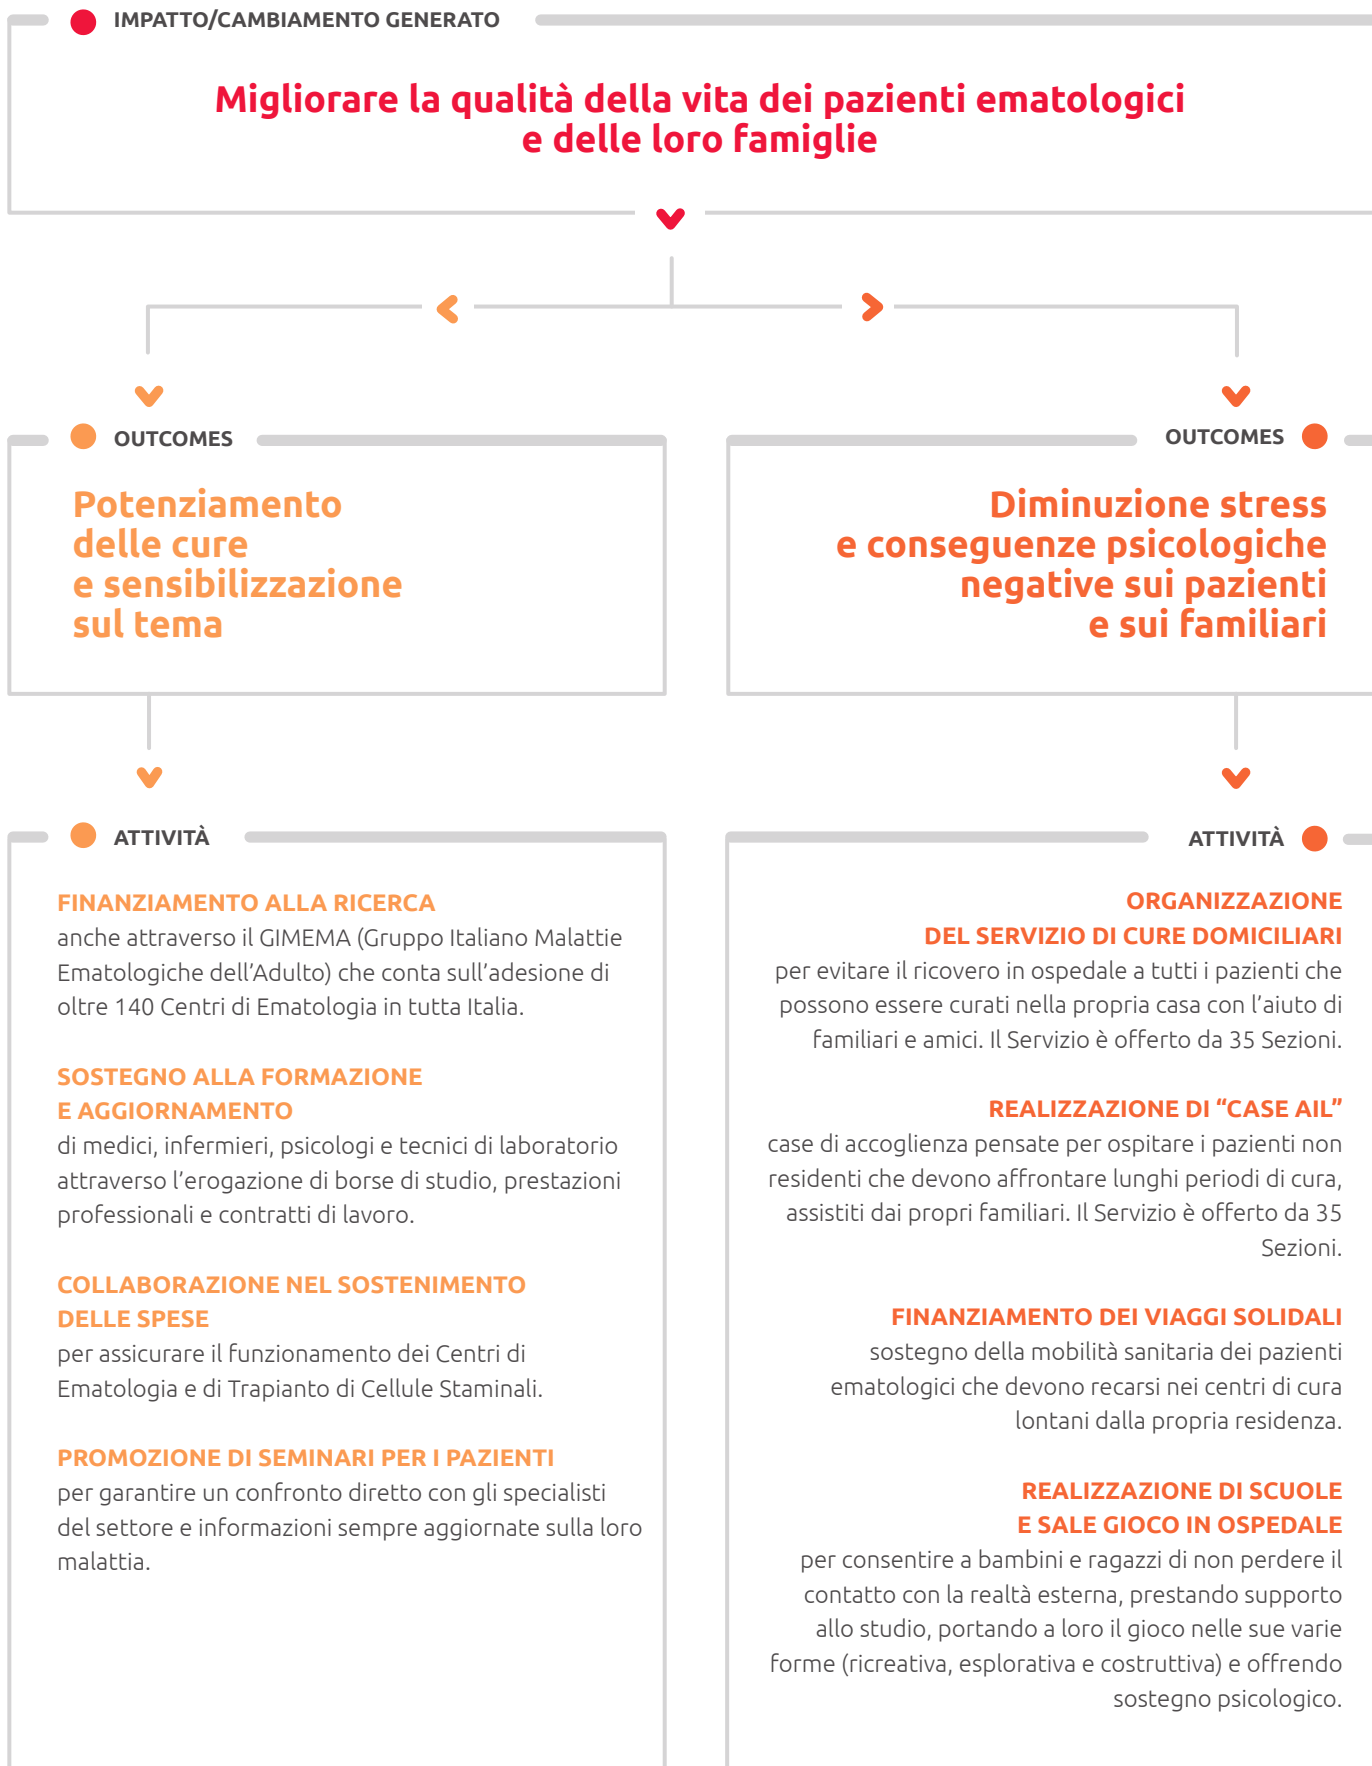 IMPATTO/CAMBIAMENTO GENERATO
Migliorare la qualità della vita dei pazienti ematologici
e delle loro famiglie
OUTCOMES
Potenziamento
delle cure
e sensibilizzazione
sul tema
OUTCOMES
Diminuzione stress
e conseguenze psicologiche
negative sui pazienti
e sui familiari
ATTIVITÀ
FINANZIAMENTO ALLA RICERCA
anche attraverso il GIMEMA (Gruppo Italiano Malattie
Ematologiche dell'Adulto) che conta sull'adesione di
oltre 140 Centri di Ematologia in tutta Italia.
SOSTEGNO ALLA FORMAZIONE
E AGGIORNAMENTO
di medici, infermieri, psicologi e tecnici di laboratorio
attraverso l'erogazione di borse di studio, prestazioni
professionali e contratti di lavoro.
COLLABORAZIONE NEL SOSTENIMENTO
DELLE SPESE
per assicurare il funzionamento dei Centri di
Ematologia e di Trapianto di Cellule Staminali.
PROMOZIONE DI SEMINARI PER I PAZIENTI
per garantire un confronto diretto con gli specialisti
del settore e informazioni sempre aggiornate sulla loro
malattia.
ATTIVITÀ
ORGANIZZAZIONE
DEL SERVIZIO DI CURE DOMICILIARI
per evitare il ricovero in ospedale a tutti i pazienti che
possono essere curati nella propria casa con l'aiuto di
familiari e amici. Il Servizio è offerto da 35 Sezioni.
REALIZZAZIONE DI “CASE AIL”
case di accoglienza pensate per ospitare i pazienti non
residenti che devono affrontare lunghi periodi di cura,
assistiti dai propri familiari. Il Servizio è offerto da 35
Sezioni.
FINANZIAMENTO DEI VIAGGI SOLIDALI
sostegno della mobilità sanitaria dei pazienti
ematologici che devono recarsi nei centri di cura
lontani dalla propria residenza.
REALIZZAZIONE DI SCUOLE
E SALE GIOCO IN OSPEDALE
per consentire a bambini e ragazzi di non perdere il
contatto con la realtà esterna, prestando supporto
allo studio, portando a loro il gioco nelle sue varie
forme (ricreativa, esplorativa e costruttiva) e offrendo
sostegno psicologico.